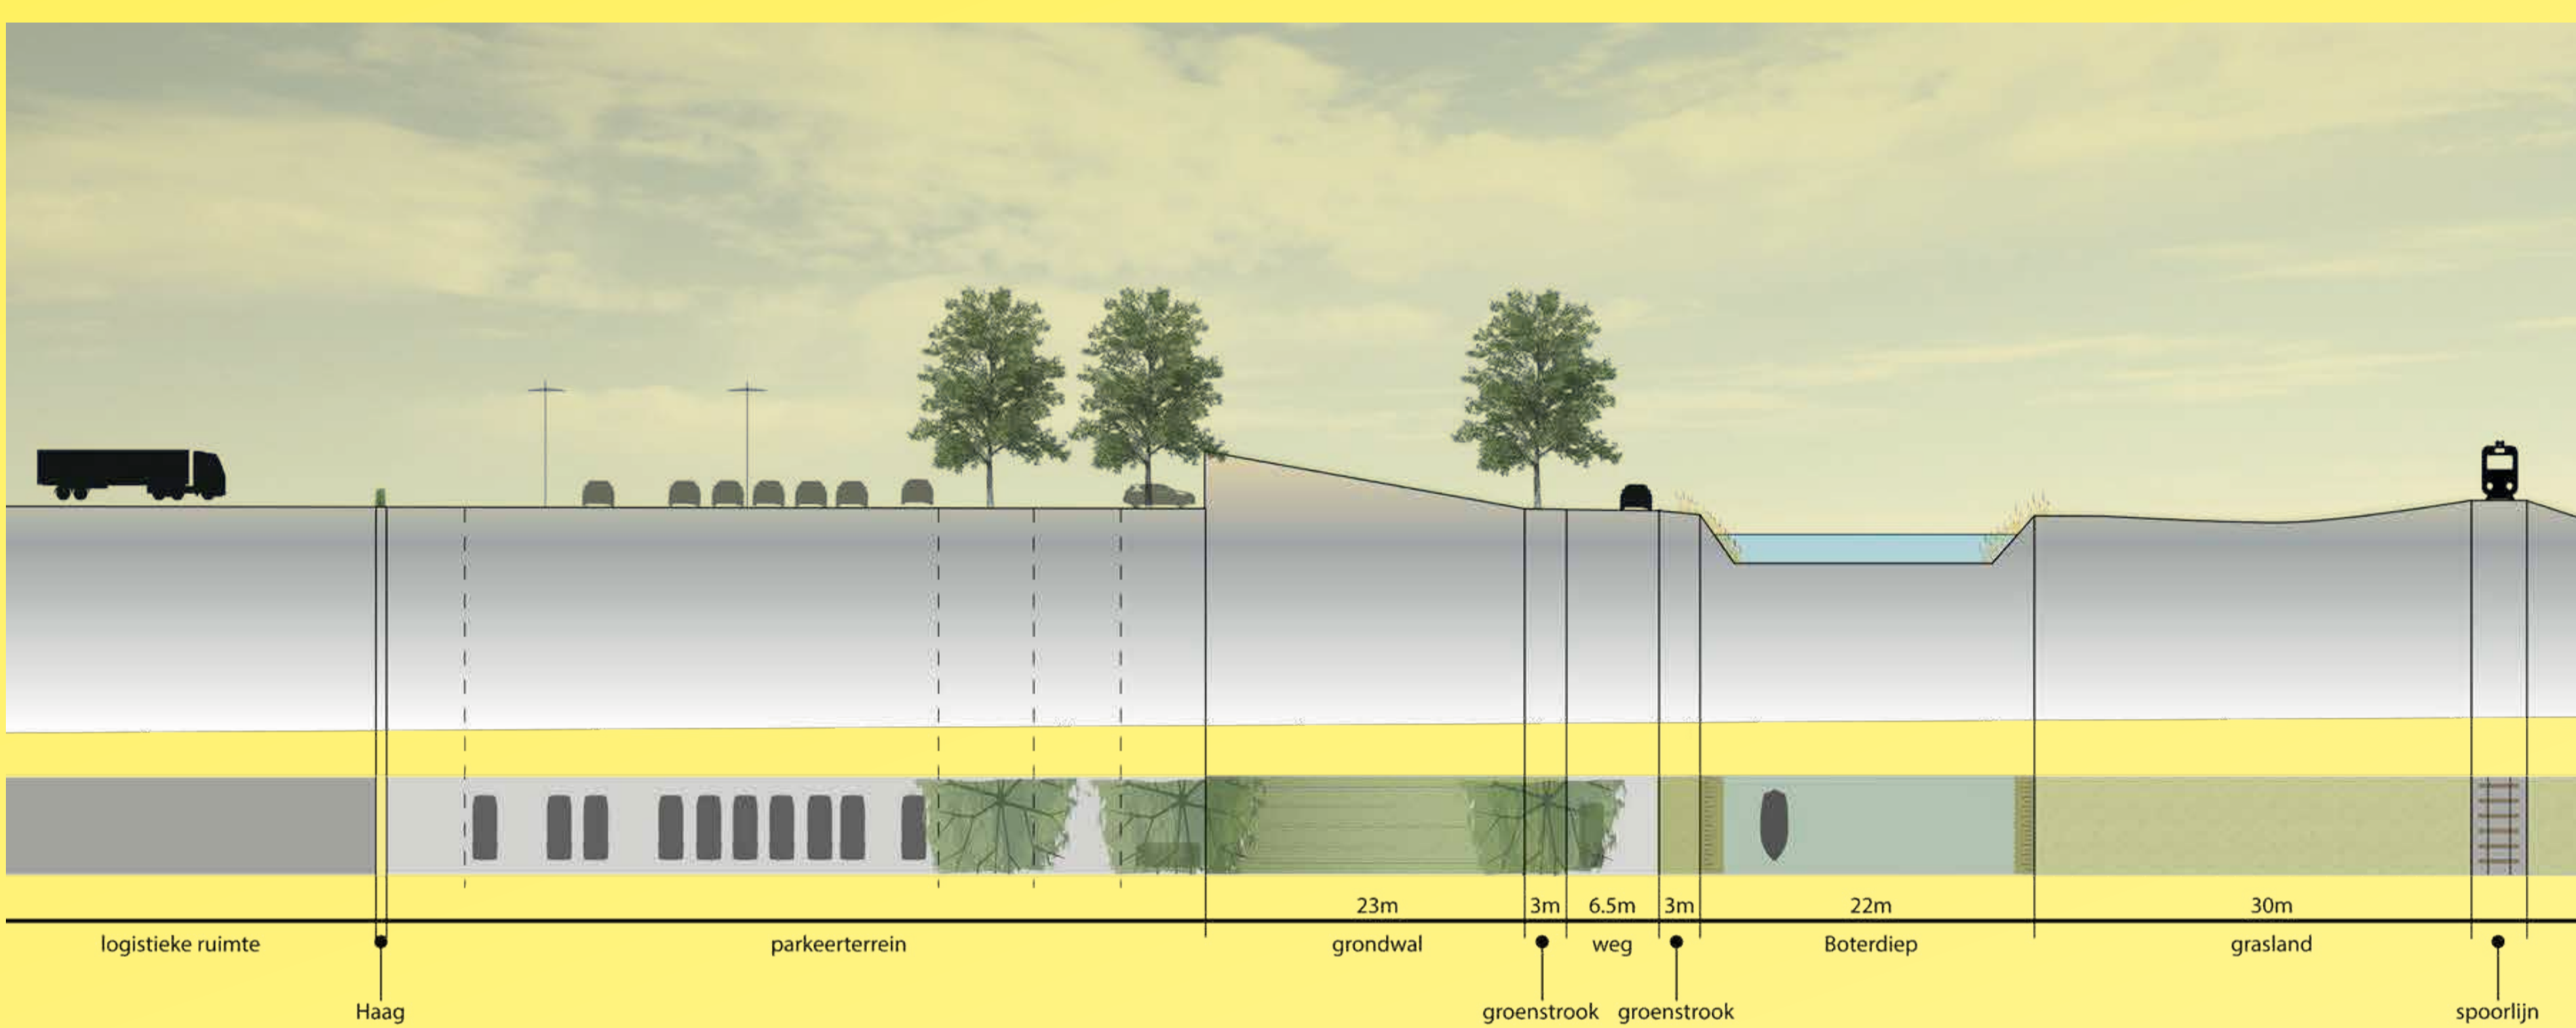 23m 3m 6.5m 3m 22m 30m
logistieke ruimte parkeerterrein grondwal weg Boterdiep grasland
Haag groenstrook groenstrook spoorlijn